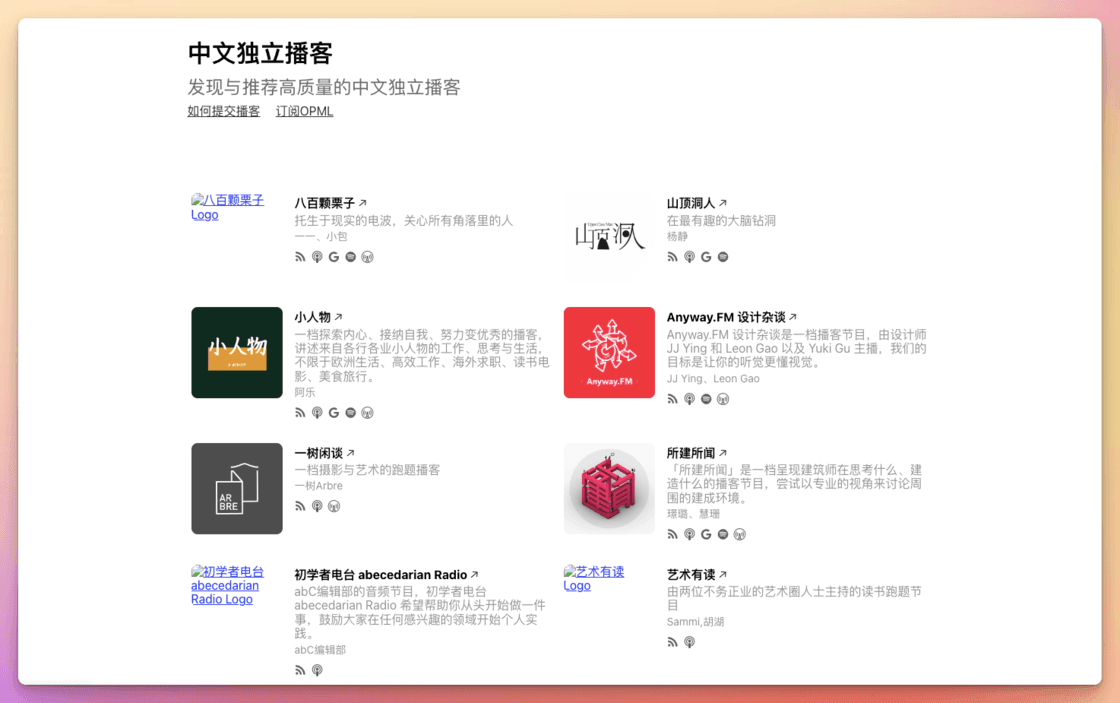 中文独立播客
发现与推荐高质量的中文独立播客
如何提交播客 订阅OPML
八百颗栗子 Logo
八百颗栗子 ↗
托生于现实的电波，关心所有角落里的人
一一、小包
山顶洞人
山顶洞人 ↗
在最有趣的大脑钻洞
杨静
小人物
小人物 ↗
一档探索内心、接纳自我、努力变优秀的播客，
讲述来自各行各业小人物的工作、思考与生活，
不限于欧洲生活、高效工作、海外求职、读书电
影、美食旅行。
阿乐
Anyway.FM
Anyway.FM 设计杂谈 ↗
Anyway.FM 设计杂谈是一档播客节目，由设计师
JJ Ying 和 Leon Gao 以及 Yuki Gu 主播，我们的
目标是让你的听觉更懂视觉。
JJ Ying、Leon Gao
AR
BRE
一树闲谈 ↗
一档摄影与艺术的跑题播客
一树Arbre
所建所闻 ↗
「所建所闻」是一档呈现建筑师在思考什么、建
造什么的播客节目，尝试以专业的视角来讨论周
围的建成环境。
璟璐、慧珊
初学者电台
abecedarian
Radio Logo
初学者电台 abecedarian Radio ↗
abC编辑部的音频节目，初学者电台
abecedarian Radio 希望帮助你从头开始做一件
事，鼓励大家在任何感兴趣的领域开始个人实
践。
abC编辑部
艺术有读
Logo
艺术有读 ↗
由两位不务正业的艺术圈人士主持的读书跑题节
目
Sammi,胡湖